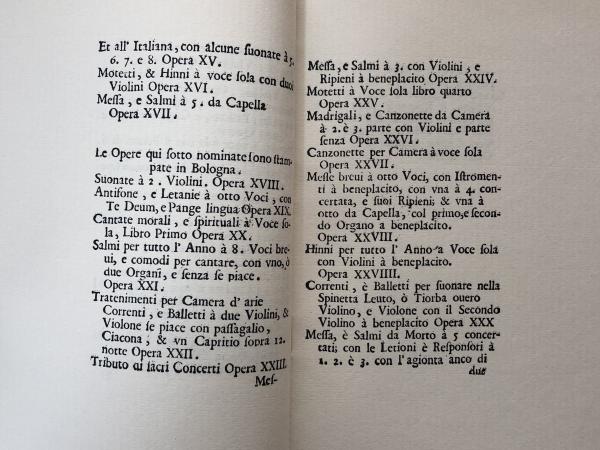 Et all' Italiana, con alcune ſuonate à 5.
6. 7. e 8. Opera XV.
Motetti, & Hinni à voce ſola con duoi
Violini Opera XVI.
Meſſa, e Salmi à 5. da Capella
Opera XVII.
Le Opere qui ſotto nominate ſono ſtam-
pate in Bologna.
Suonate à 2. Violini. Opera XVIII.
Antifone, e Letanie à otto Voci, con
Te Deum, e Pange lingua Opera XIX.
Cantate morali, e ſpirituali à Voce ſo-
la, Libro Primo Opera XX.
Salmi per tutto l' Anno à 8. Voci bre-
ui, e comodi per cantare, con vno, ò
due Organi, e ſenza ſe piace.
Opera XXI.
Tratenimenti per Camera d' arie
Correnti, e Balletti à due Violini, &
Violone ſe piace con paſſagalio,
Ciacona, & vn Capritio ſopra 12.
notte Opera XXII.
Tributo di ſacri Concerti Opera XXIII.
Meſ-
Meſſa, e Salmi à 3. con Violini, e
Ripieni à beneplacito Opera XXIV.
Motetti à Voce ſola libro quarto
Opera XXV.
Madrigali, e Canzonette da Camera
à 2. è 3. parte con Violini e parte
ſenza Opera XXVI.
Canzonette per Camera à voce ſola
Opera XXVII.
Meſſe breui à otto Voci, con Iſtromen-
ti à beneplacito, con vna à 4. con-
certata, e ſuoi Ripieni; & vna à
otto da Capella, col primo, e ſecon-
do Organo a beneplacito.
Opera XXVIII.
Hinni per tutto l' Anno a Voce ſola
con Violini à beneplacito.
Opera XXVIIII.
Correnti, è Balletti per ſuonare nella
Spinetta Leuto, ò Tiorba ouero
Violino, e Violone con il Secondo
Violino à beneplacito Opera XXX
Meſſa, è Salmi da Morto à 5 concer-
tati; con le Letioni è Reſponſori à
1. 2. è 3. con l' agionta anco di
due